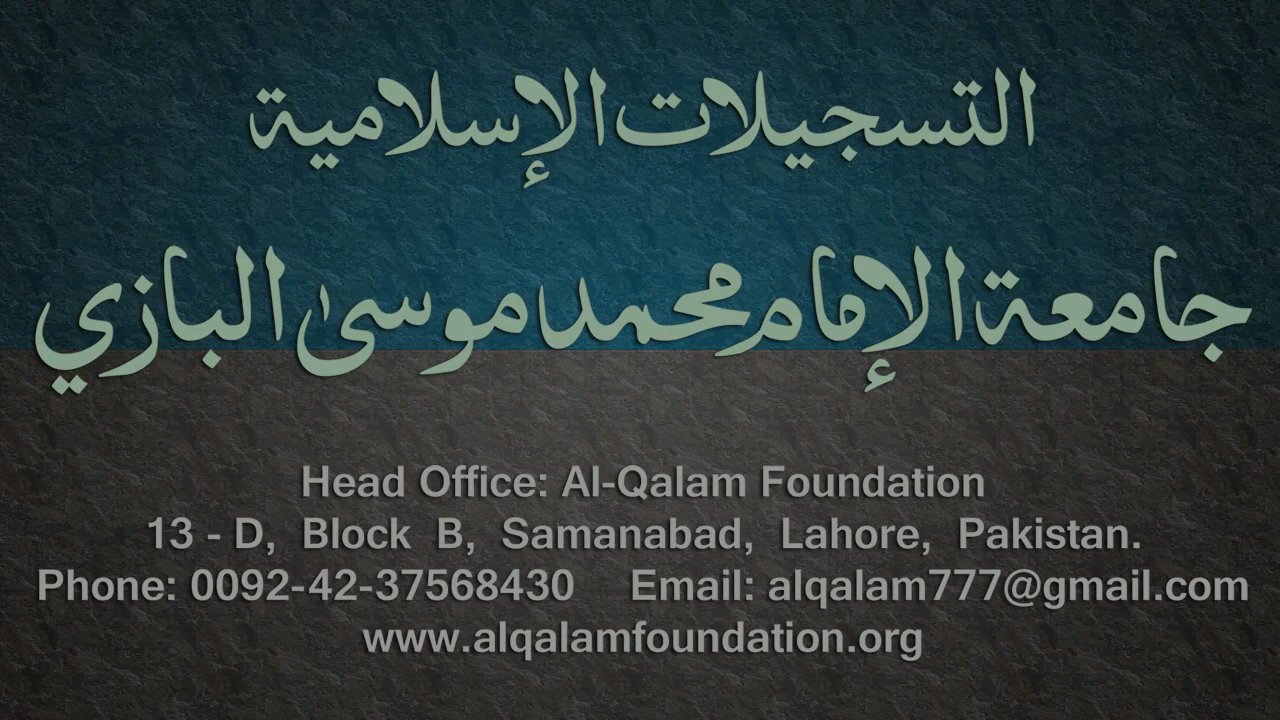 التسجيلات الإسلامية
جامعة الإمام محمد موسىٰ البازي
Head Office: Al-Qalam Foundation
13 - D, Block B, Samanabad, Lahore, Pakistan.
Phone: 0092-42-37568430 Email: alqalam777@gmail.com
www.alqalamfoundation.org